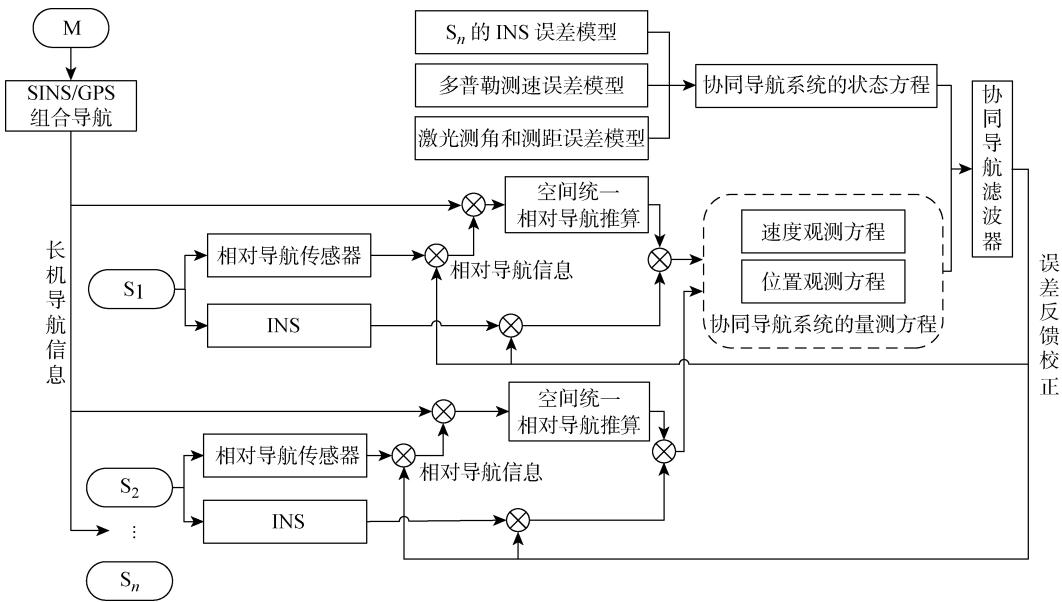 M
SINS/GPS
组合导航
Sn 的 INS 误差模型
多普勒测速误差模型
激光测角和测距误差模型
协同导航系统的状态方程
协同导航滤波器
空间统一
相对导航推算
速度观测方程
位置观测方程
协同导航系统的量测方程
长机导航信息
相对导航传感器
相对导航信息
S1
INS
误差反馈校正
空间统一
相对导航推算
相对导航传感器
相对导航信息
S2
INS
⋮
Sn